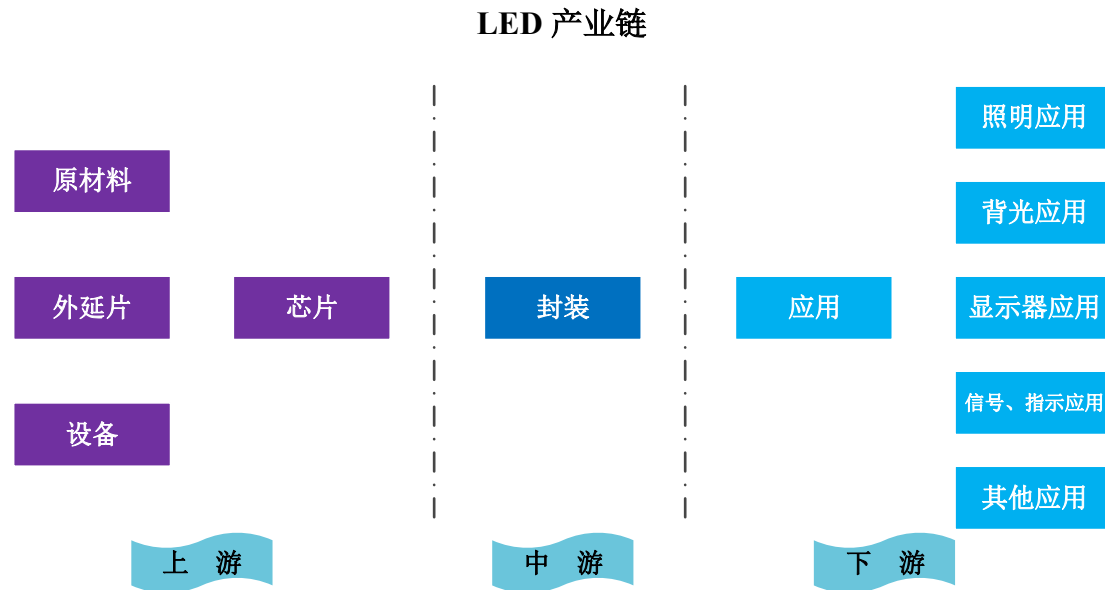 LED 产业链
原材料
外延片
设备
芯片
封装
应用
照明应用
背光应用
显示器应用
信号、指示应用
其他应用
上 游
中 游
下 游